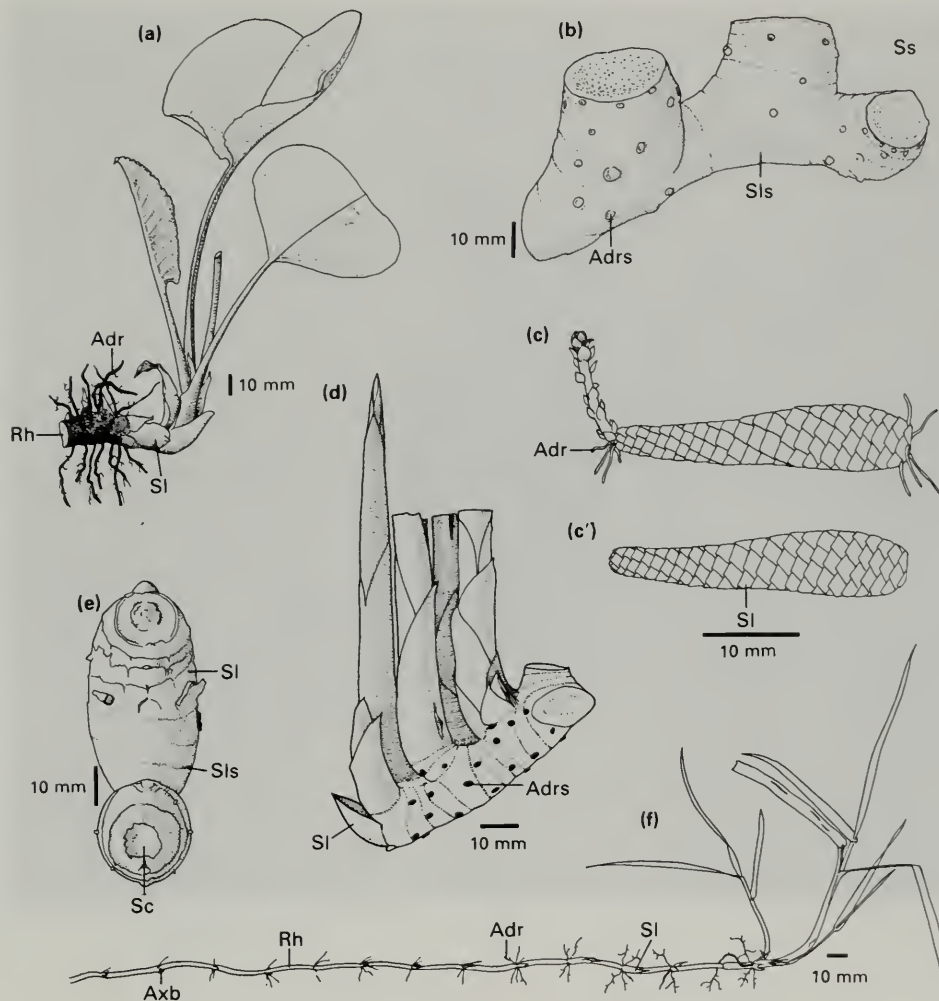 (a)
(b)
Ss
Sls
10 mm
Adrs
Adr
10 mm
Rh
Sl
(c)
Adr
(d)
(c')
Sl
10 mm
(e)
Sl
Sls
10 mm
Adrs
Sl
10 mm
Sc
(f)
Rh
Adr
Sl
10 mm
Axb